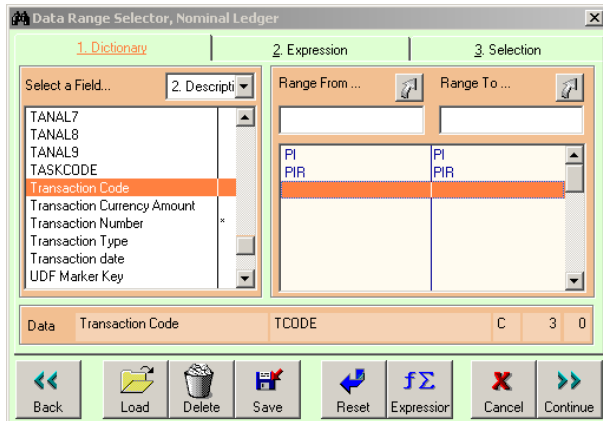 Data Range Selector, Nominal Ledger
1. Dictionary
2. Expression
3. Selection
Select a Field...
2. Descripti
Range From ...
Range To ...
TANAL7
TANAL8
TANAL9
TASKCODE
Transaction Code
Transaction Currency Amount
Transaction Number *
Transaction Type
Transaction date
UDF Marker Key
PI PI
PIR PIR
Data Transaction Code TCODE C 3 0
Back
Load
Delete
Save
Reset
fΣ
Expression
Cancel
Continue